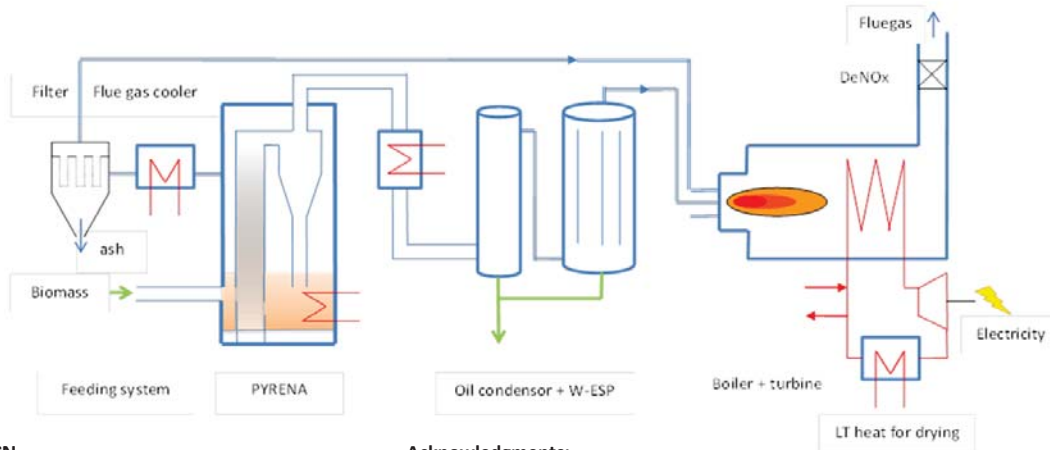 Fluegas
DeNOx
Filter Flue gas cooler
ash
Biomass
Electricity
Feeding system
PYRENA
Oil condensor + W-ESP
Boiler + turbine
LT heat for drying